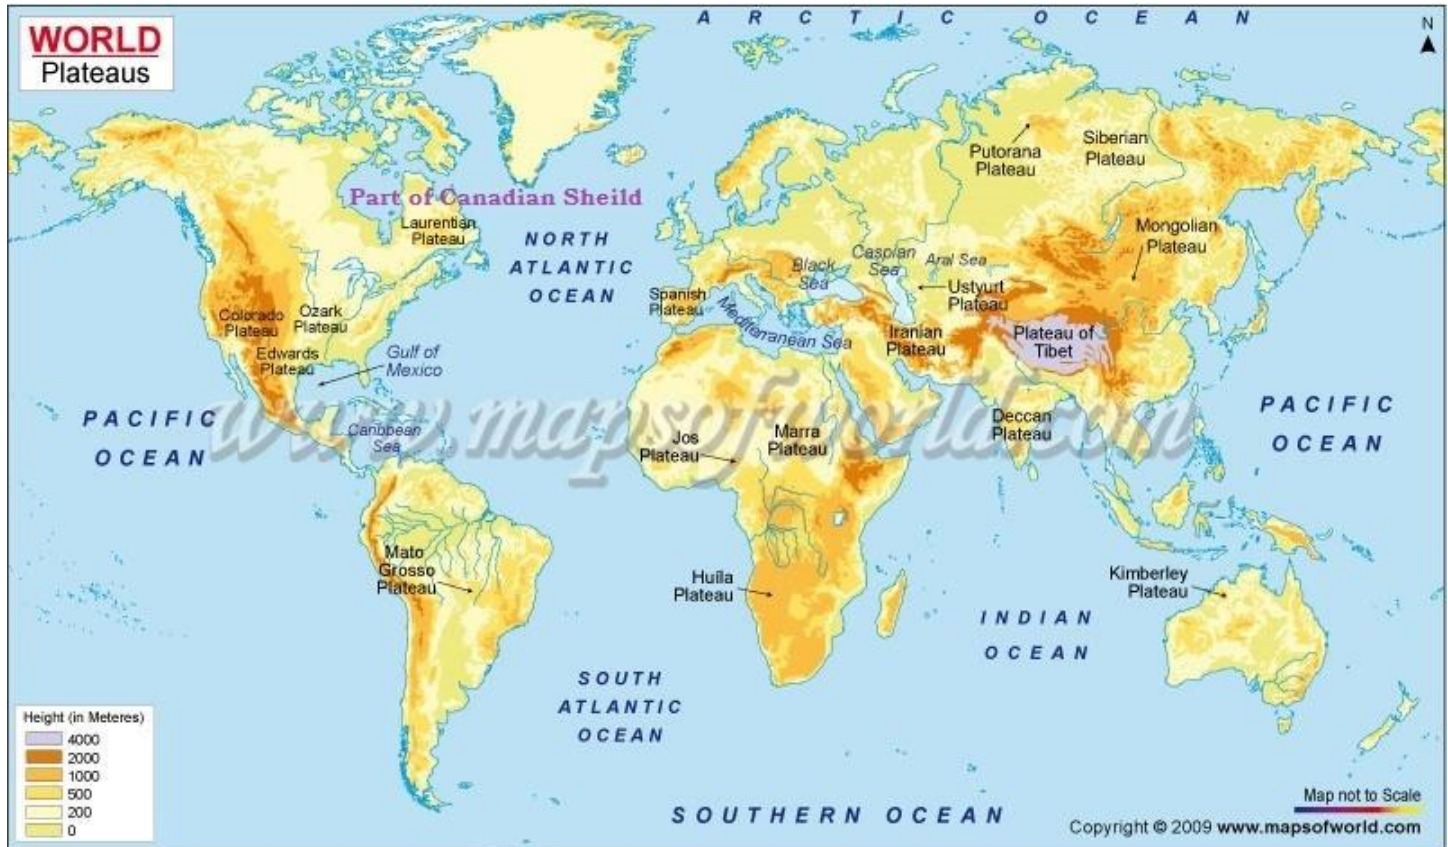 ARCTIC OCEAN
WORLD
Plateaus
N
Putorana
Plateau
Siberian
Plateau
Part of Canadian Sheild
Laurentian
Plateau
NORTH
ATLANTIC
OCEAN
Mongolian
Plateau
Black
Sea
Caspian
Sea
Aral Sea
Ustyurt
Plateau
Spanish
Plateau
Mediterranean Sea
Colorado
Plateau
Ozark
Plateau
Edwards
Plateau
Gulf of
Mexico
Iranian
Plateau
Plateau of
Tibet
www.mapsofworld.com
PACIFIC
OCEAN
Caribbean
Sea
Jos
Plateau
Marra
Plateau
Deccan
Plateau
PACIFIC
OCEAN
Mato
Grosso
Plateau
Huíla
Plateau
Kimberley
Plateau
INDIAN
OCEAN
SOUTH
ATLANTIC
OCEAN
Height (in Meteres)
4000
2000
1000
500
200
0
SOUTHERN OCEAN
Map not to Scale
Copyright © 2009 www.mapsofworld.com